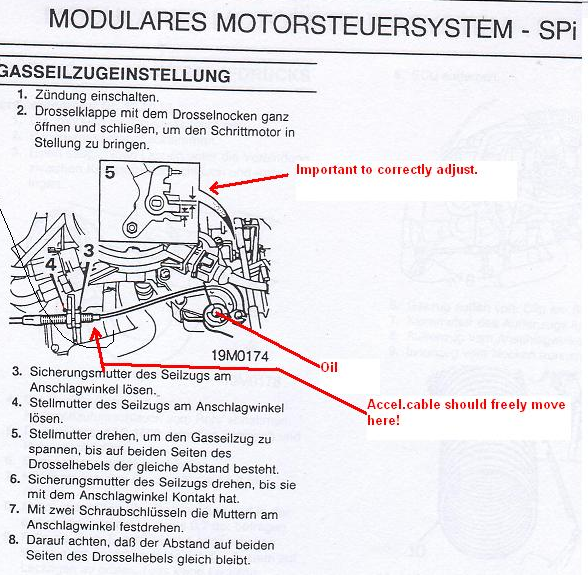 MODULARES MOTORSTEUERSYSTEM - SPi
GASSEILZUGEINSTELLUNG
1. Zündung einschalten.
2. Drosselklappe mit dem Drosselnocken ganz
öffnen und schließen, um den Schrittmotor in
Stellung zu bringen.
5
Important to correctly adjust.
3
4
19M0174
Oil
Accel.cable should freely move
here!
3. Sicherungsmutter des Seilzugs am
Anschlagwinkel lösen.
4. Stellmutter des Seilzugs am Anschlagwinkel
lösen.
5. Stellmutter drehen, um den Gasseilzug zu
spannen, bis auf beiden Seiten des
Drosselhebels der gleiche Abstand besteht.
6. Sicherungsmutter des Seilzugs drehen, bis sie
mit dem Anschlagwinkel Kontakt hat.
7. Mit zwei Schraubschlüsseln die Muttern am
Anschlagwinkel festdrehen.
8. Darauf achten, daß der Abstand auf beiden
Seiten des Drosselhebels gleich bleibt.